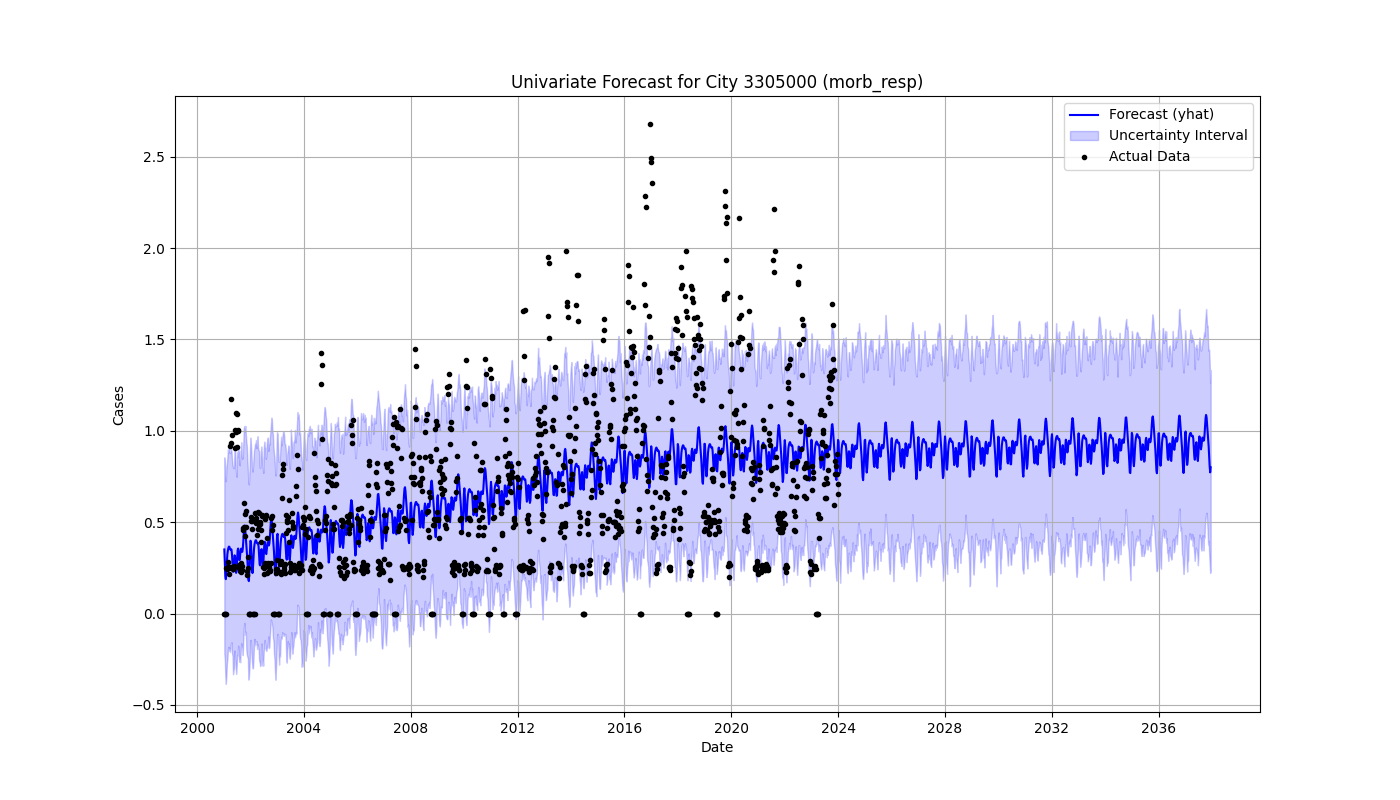 Univariate Forecast for City 3305000 (morb_resp)
Forecast (yhat)
Uncertainty Interval
Actual Data
Cases
2.5
2.0
1.5
1.0
0.5
0.0
−0.5
2000 2004 2008 2012 2016 2020 2024 2028 2032 2036
Date